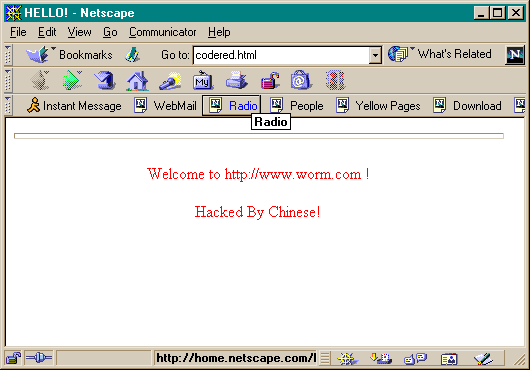 HELLO! - Netscape
File Edit View Go Communicator Help
Bookmarks Go to: codered.html What's Related N
My
Instant Message WebMail Radio People Yellow Pages Download
Radio
Welcome to http://www.worm.com !
Hacked By Chinese!
http://home.netscape.com/